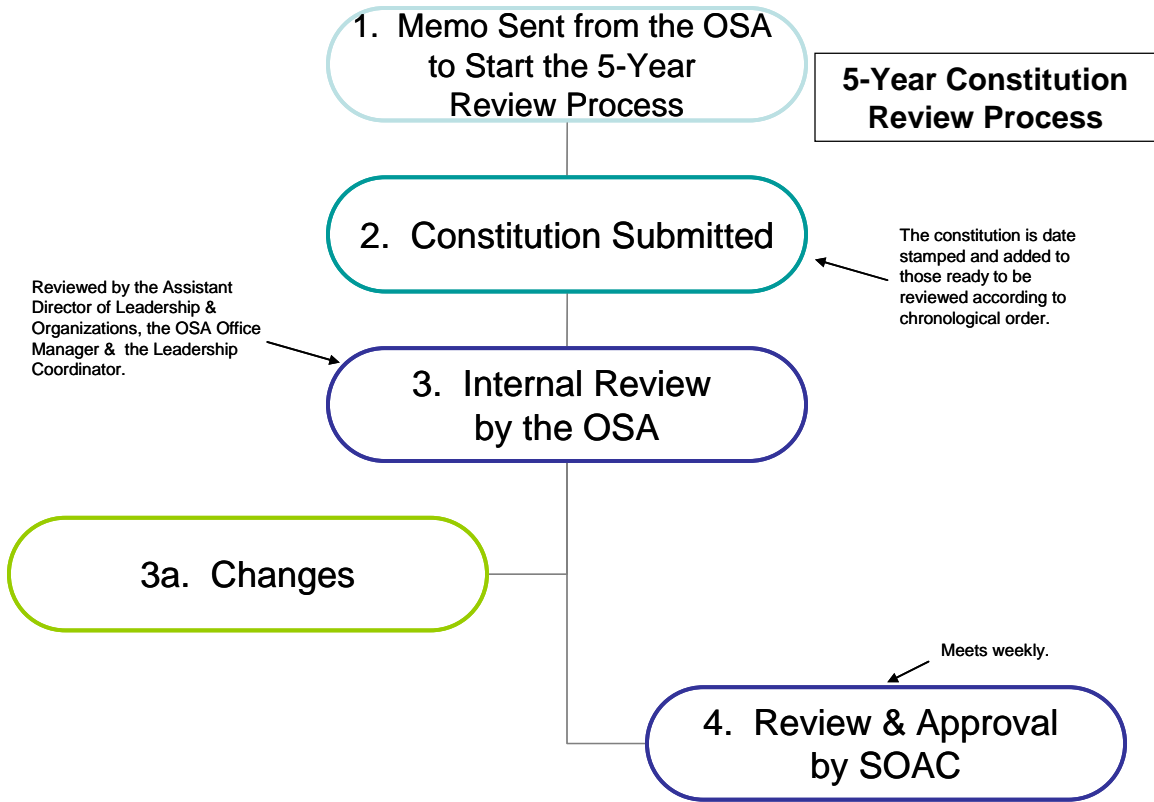 1. Memo Sent from the OSA
to Start the 5-Year
Review Process
5-Year Constitution
Review Process
2. Constitution Submitted
The constitution is date
stamped and added to
those ready to be
reviewed according to
chronological order.
Reviewed by the Assistant
Director of Leadership &
Organizations, the OSA Office
Manager & the Leadership
Coordinator.
3. Internal Review
by the OSA
3a. Changes
Meets weekly.
4. Review & Approval
by SOAC